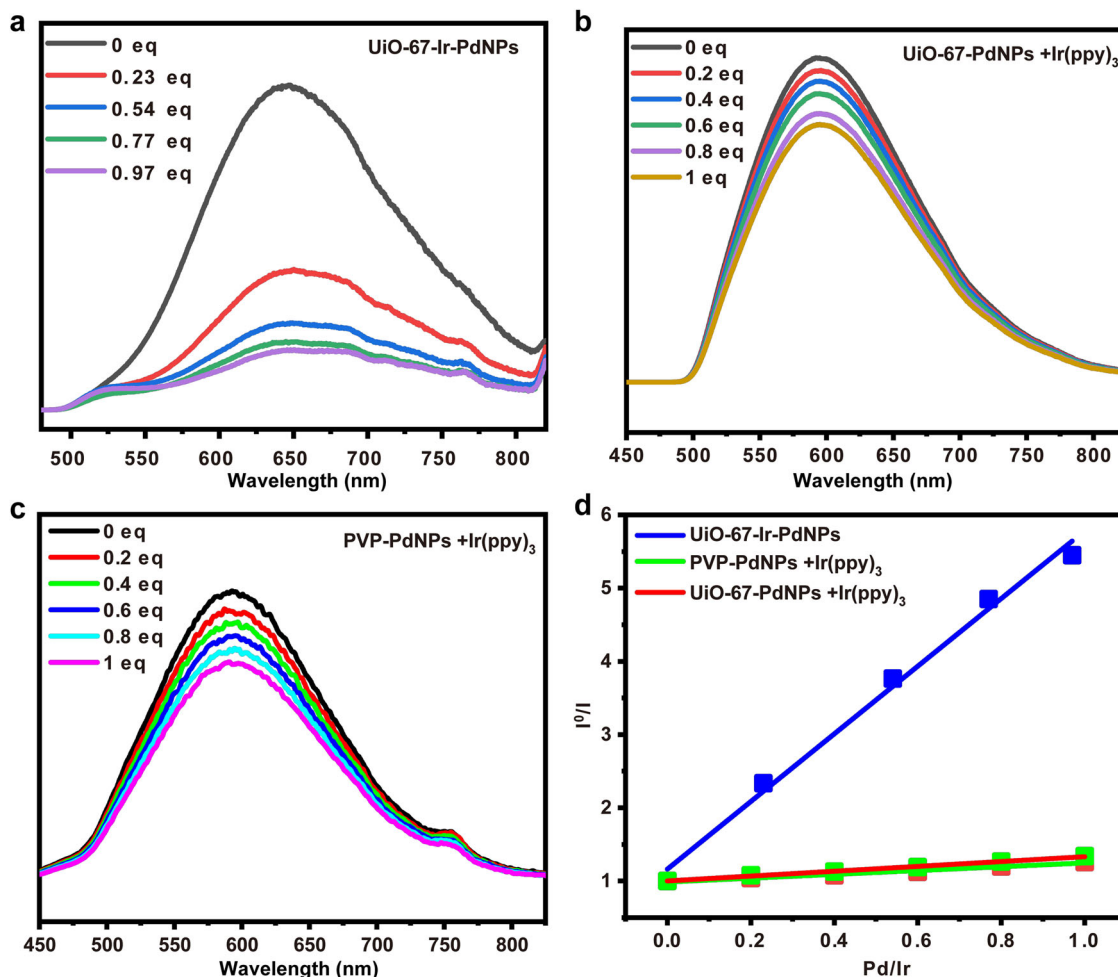 a
UiO-67-Ir-PdNPs
0 eq
0.23 eq
0.54 eq
0.77 eq
0.97 eq
500 550 600 650 700 750 800
Wavelength (nm)
b
UiO-67-PdNPs +Ir(ppy)3
0 eq
0.2 eq
0.4 eq
0.6 eq
0.8 eq
1 eq
450 500 550 600 650 700 750 800
Wavelength (nm)
c
PVP-PdNPs +Ir(ppy)3
0 eq
0.2 eq
0.4 eq
0.6 eq
0.8 eq
1 eq
450 500 550 600 650 700 750 800
Wavelength (nm)
d
UiO-67-Ir-PdNPs
PVP-PdNPs +Ir(ppy)3
UiO-67-PdNPs +Ir(ppy)3
6
5
4
3
2
1
I⁰/I
0.0 0.2 0.4 0.6 0.8 1.0
Pd/Ir